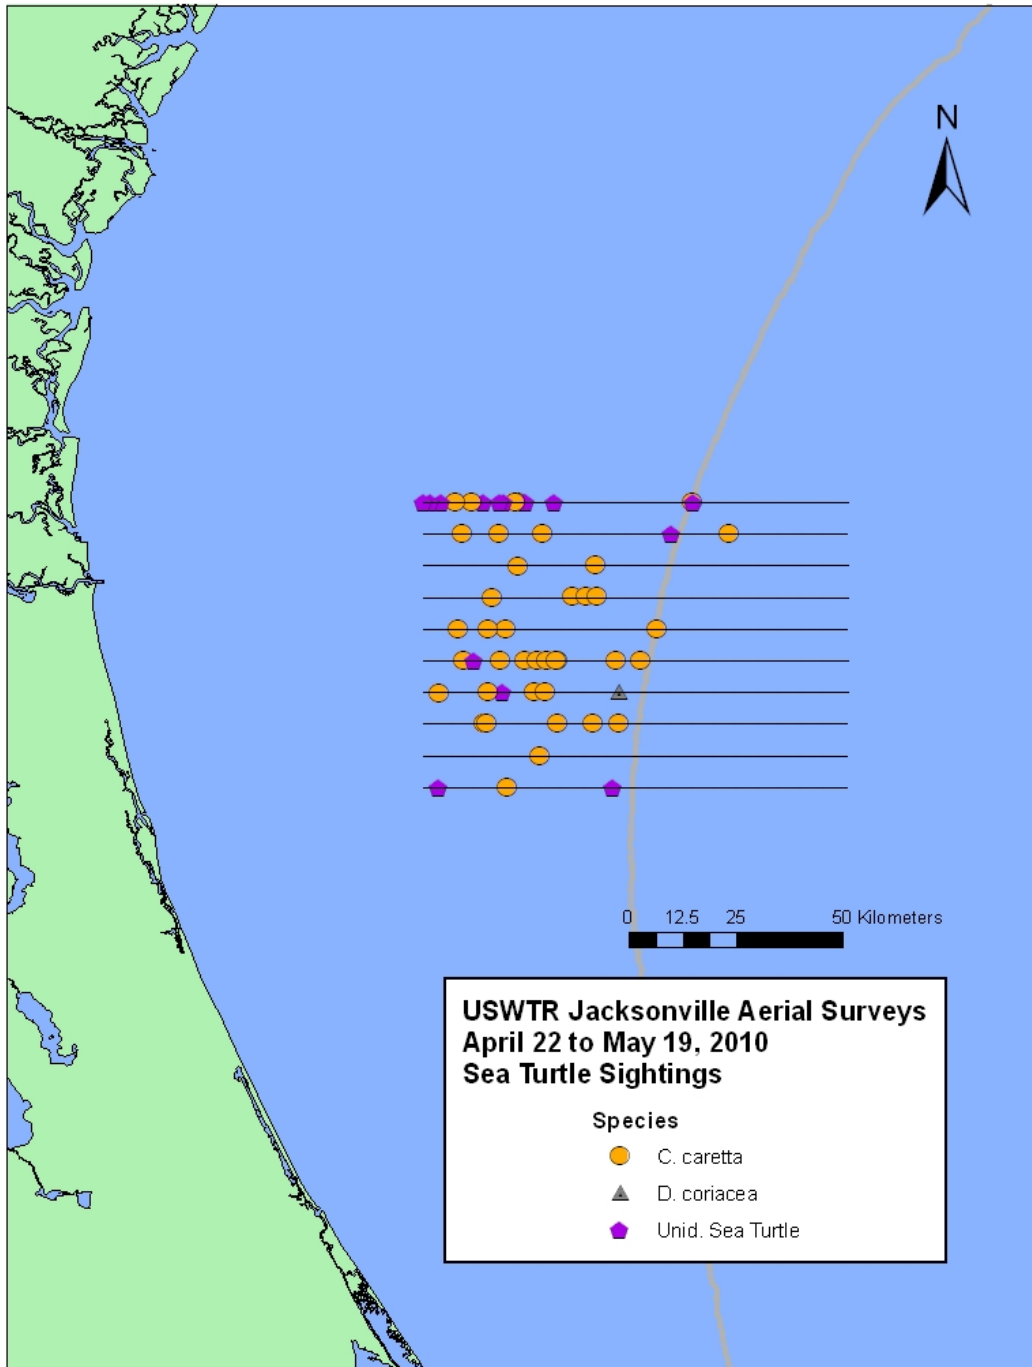 N
0 12.5 25 50 Kilometers
USWTR Jacksonville Aerial Surveys
April 22 to May 19, 2010
Sea Turtle Sightings
Species
C. caretta
D. coriacea
Unid. Sea Turtle